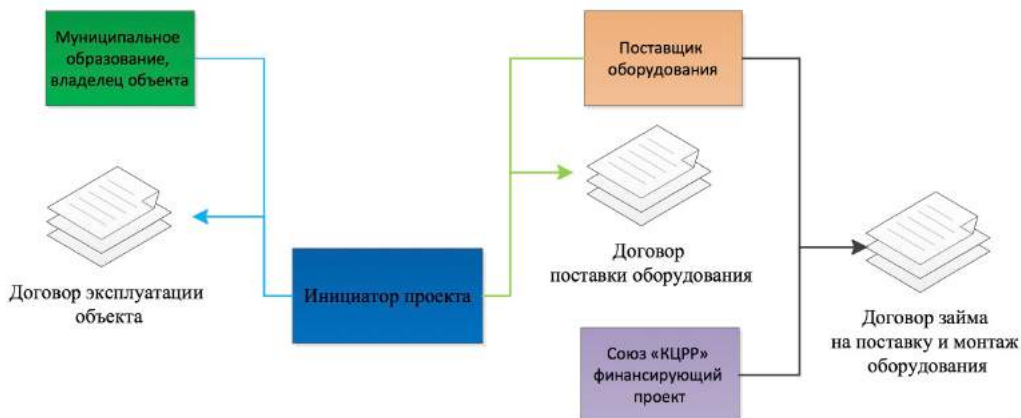 Муниципальное
образование,
владелец объекта
Поставщик
оборудования
Договор эксплуатации
объекта
Инициатор проекта
Договор
поставки оборудования
Союз «КЦРР»
финансирующий
проект
Договор займа
на поставку и монтаж
оборудования